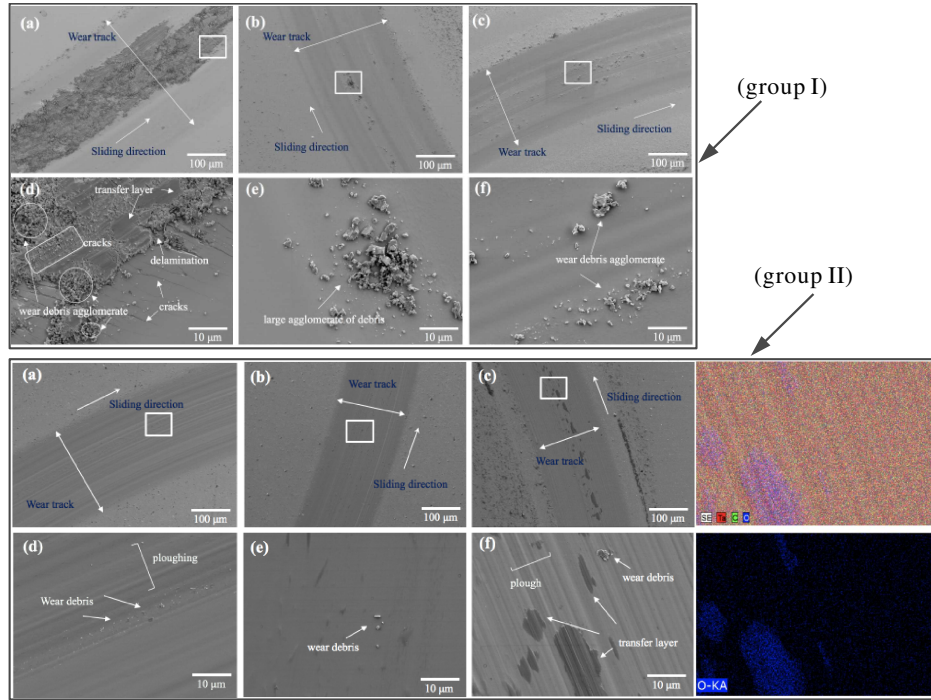 (a)
Wear track
Sliding direction
100 μm
(b)
Wear track
Sliding direction
100 μm
(c)
Wear track
Sliding direction
100 μm
(group I)
(d)
transfer layer
cracks
delamination
wear debris agglomerate
cracks
10 μm
(e)
large agglomerate of debris
10 μm
(f)
wear debris agglomerate
10 μm
(group II)
(a)
Sliding direction
Wear track
100 μm
(b)
Wear track
Sliding direction
100 μm
(c)
Sliding direction
Wear track
100 μm
SE Ta C O
(d)
ploughing
Wear debris
10 μm
(e)
wear debris
10 μm
(f)
plough
wear debris
transfer layer
10 μm
O-KA